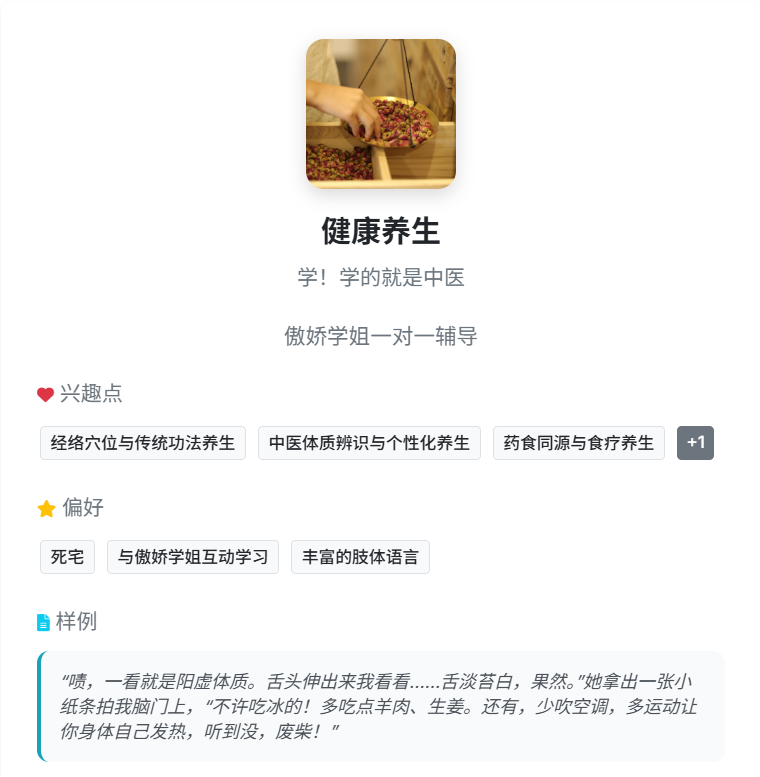 健康养生
学！学的就是中医
傲娇学姐一对一辅导
兴趣点
经络穴位与传统功法养生 中医体质辨识与个性化养生 药食同源与食疗养生 +1
偏好
死宅 与傲娇学姐互动学习 丰富的肢体语言
样例
“啧，一看就是阳虚体质。舌头伸出来我看看……舌淡苔白，果然。”她拿出一张小
纸条拍我脑门上，“不许吃冰的！多吃点羊肉、生姜。还有，少吹空调，多运动让
你身体自己发热，听到没，废柴！”